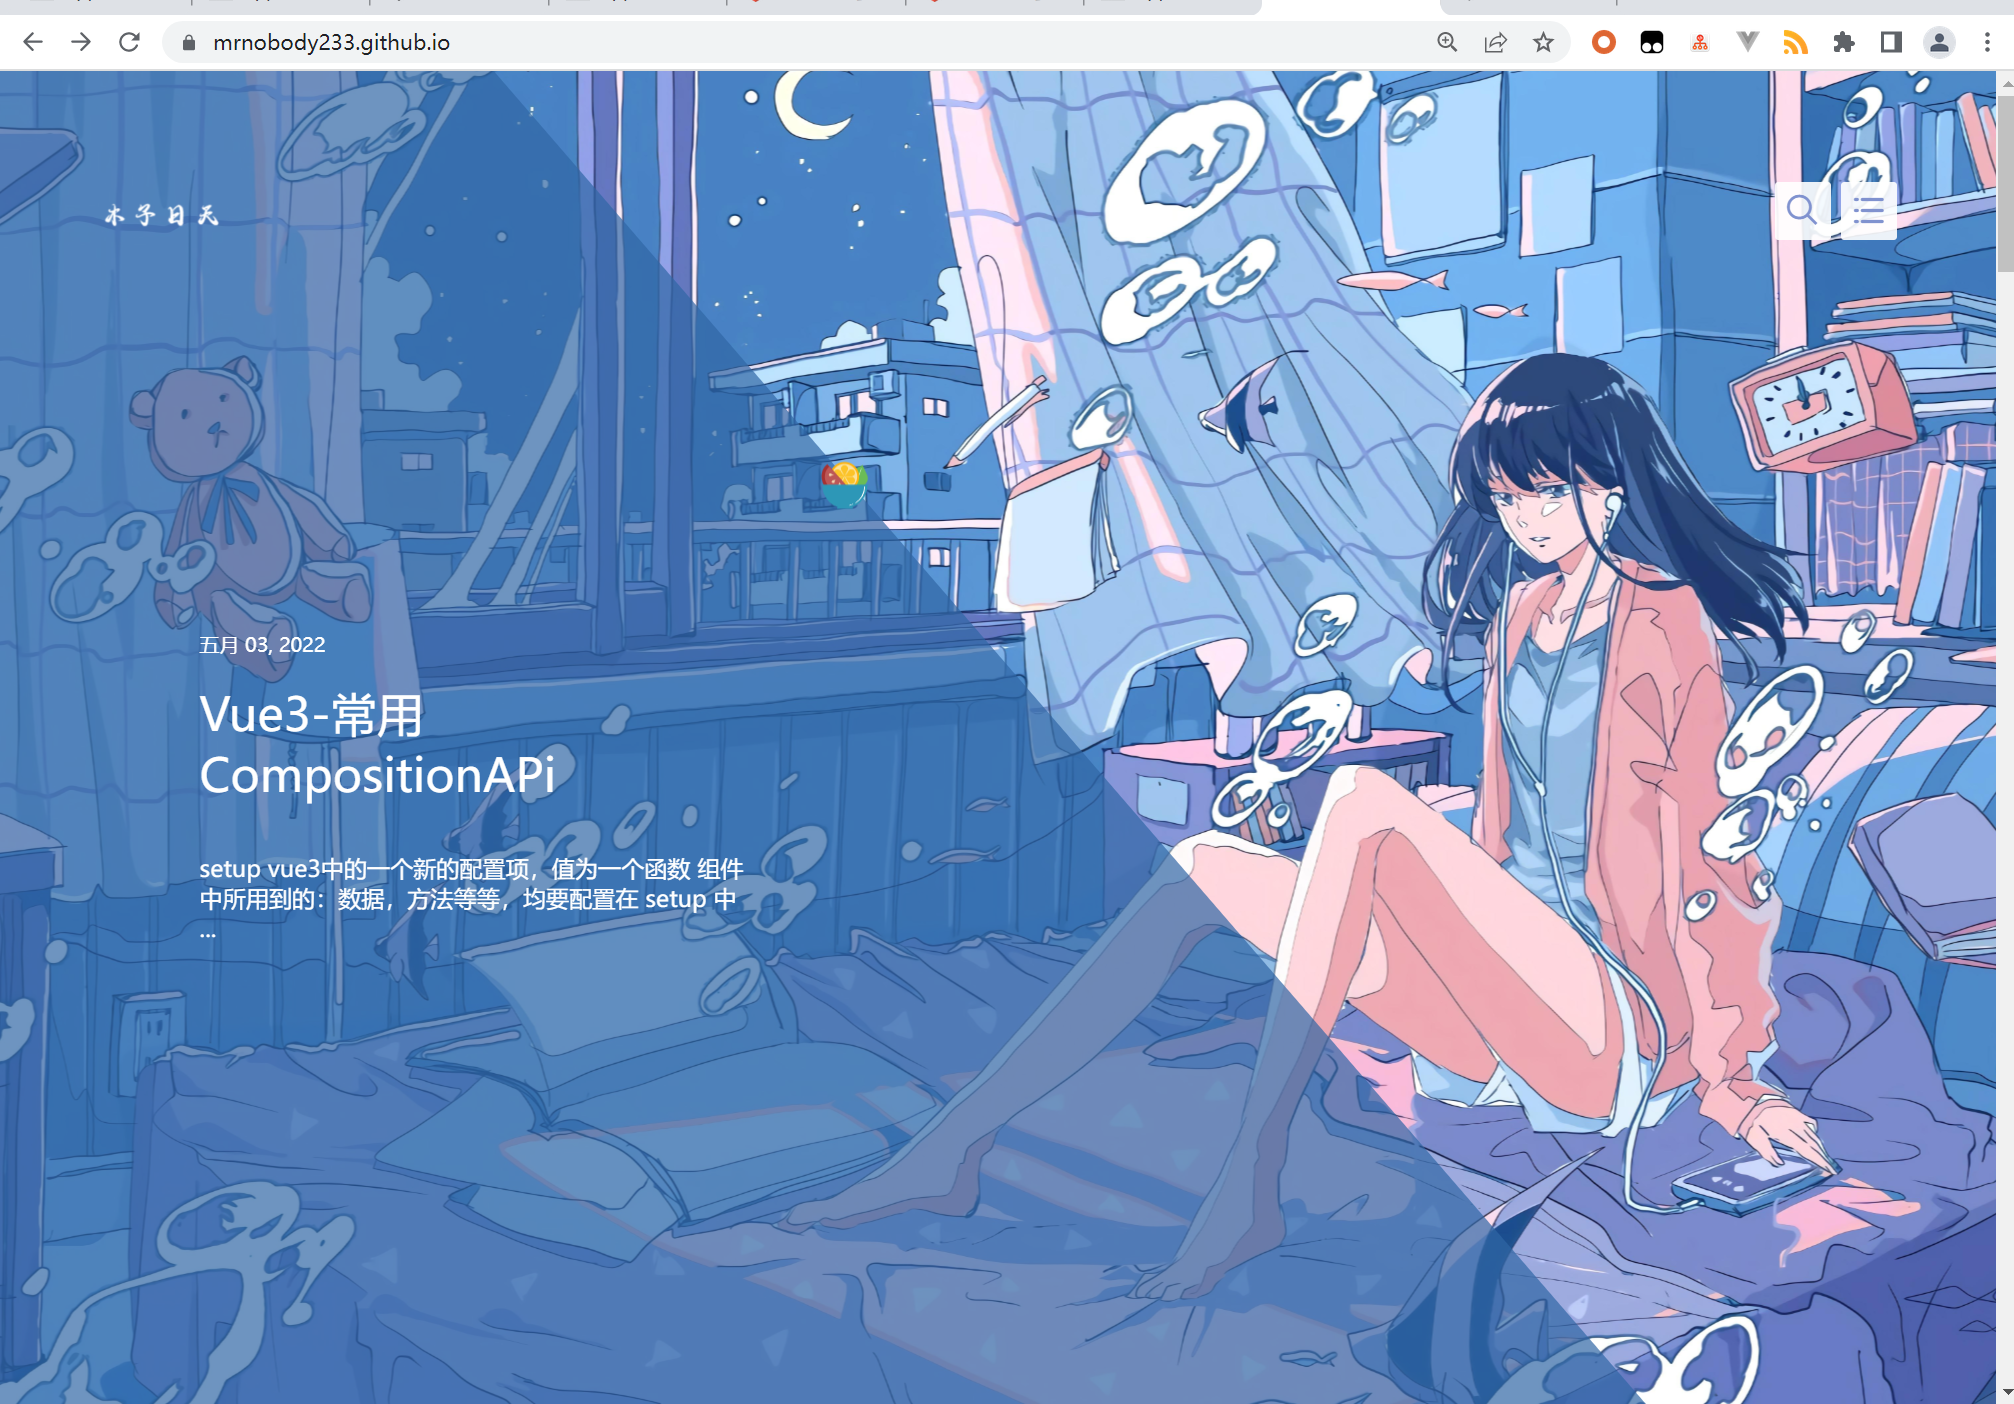 mrnobody233.github.io
木子日天
五月 03, 2022
Vue3-常用
CompositionAPi
setup vue3中的一个新的配置项，值为一个函数 组件
中所用到的：数据，方法等等，均要配置在 setup 中
...